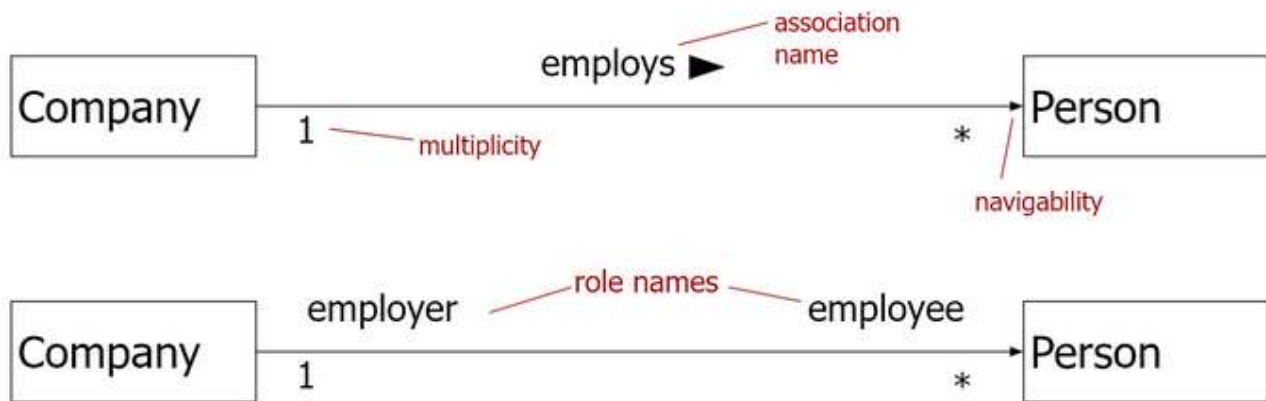 association
name
employs ►
Company
Person
1
multiplicity
*
navigability
role names
employer
employee
Company
Person
1
*